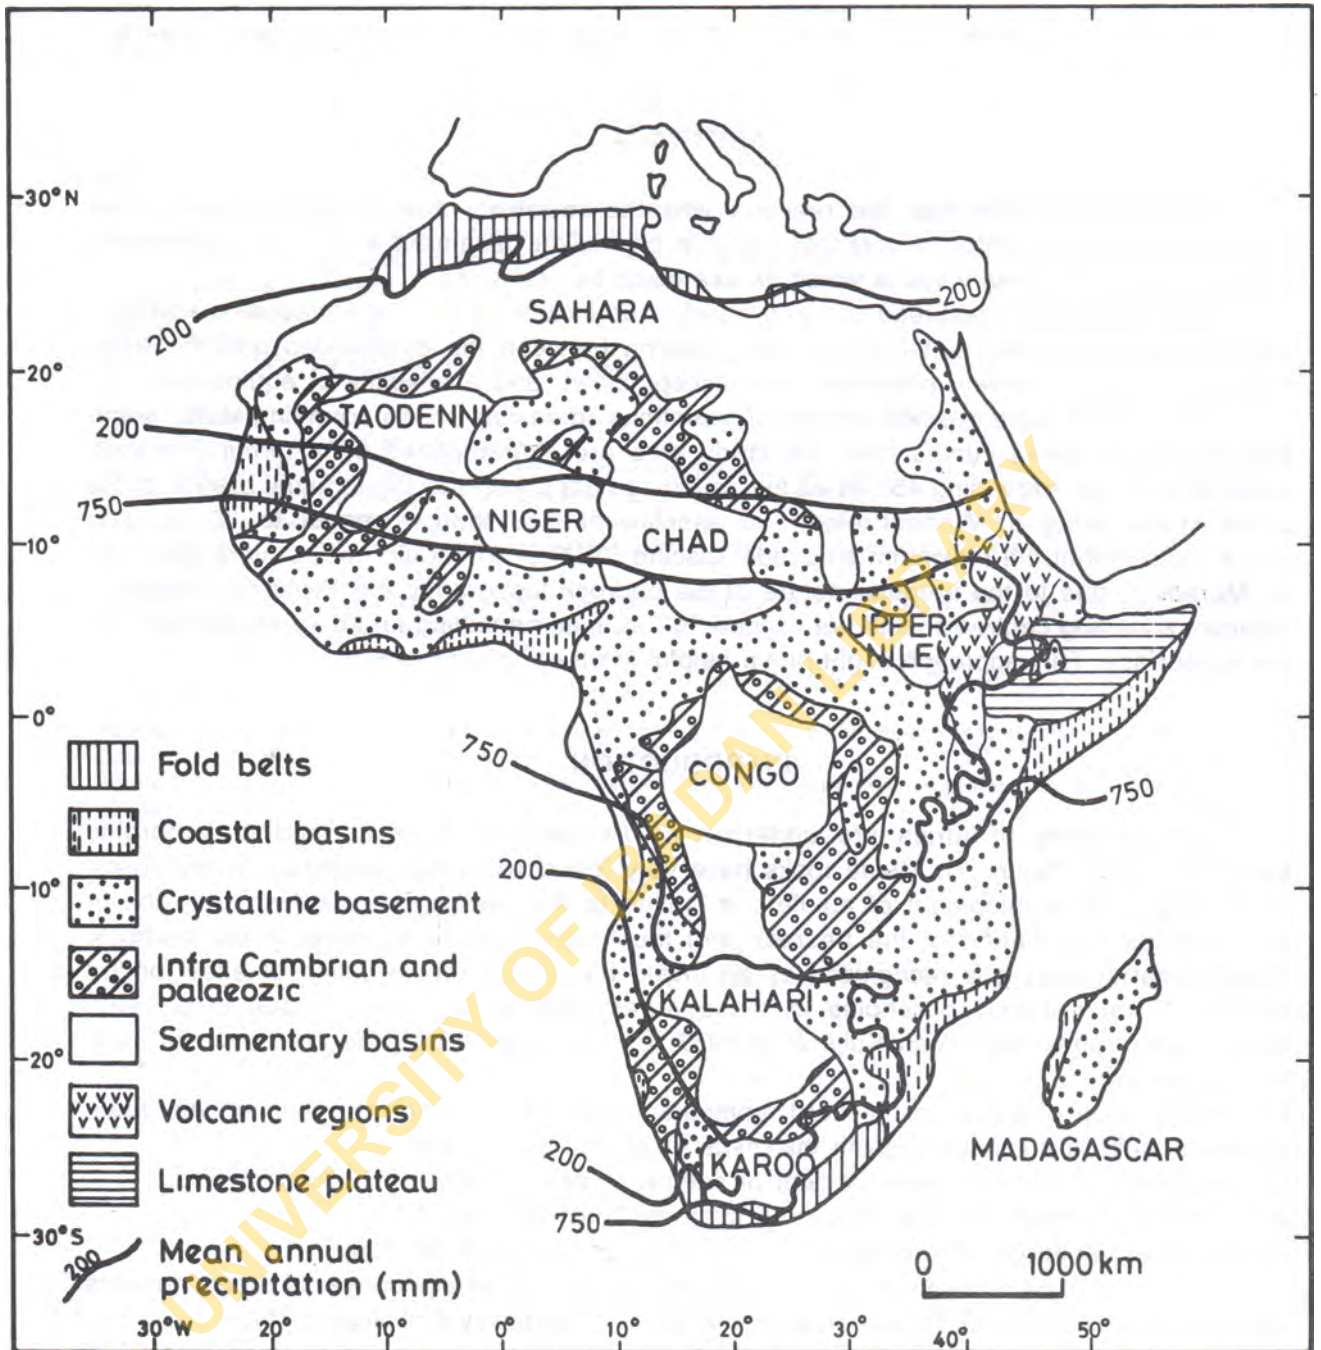 30°N
200
200
SAHARA
20°
TAODENNI
200
750
NIGER
CHAD
10°
UPPER
NILE
0°
750
CONGO
750
Fold belts
Coastal basins
200
10°
Crystalline basement
Infra Cambrian and
palaeozic
KALAHARI
Sedimentary basins
20°
Volcanic regions
MADAGASCAR
KAROO
200
Limestone plateau
750
30°S
200
Mean annual
precipitation (mm)
0 1000 km
30°W 20° 10° 0° 10° 20° 30° 40° 50°
UNIVERSITY OF IBADAN LIBRARY